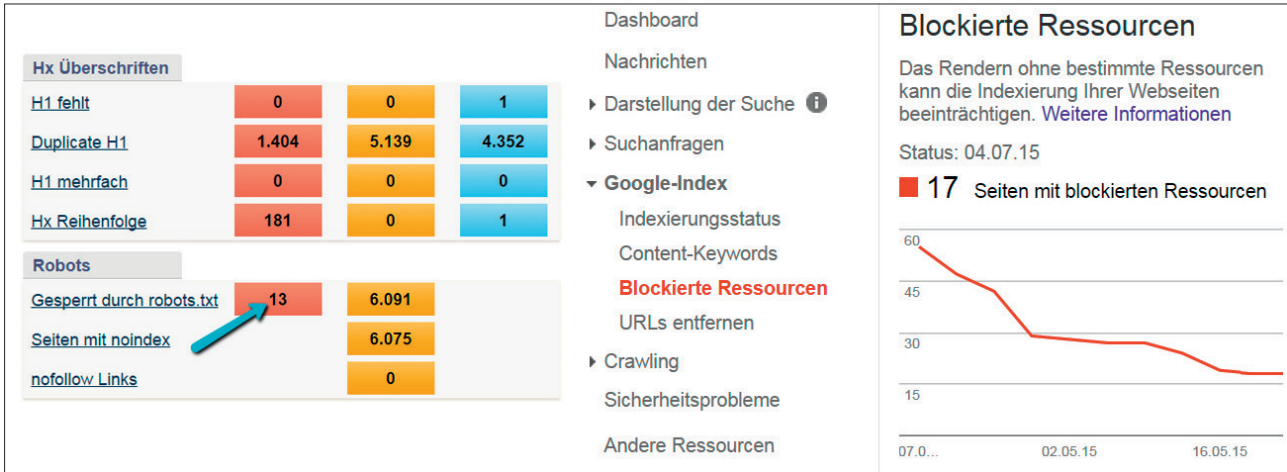 Hx Überschriften
H1 fehlt 0 0 1
Duplicate H1 1.404 5.139 4.352
H1 mehrfach 0 0 0
Hx Reihenfolge 181 0 1
Robots
Gesperrt durch robots.txt 13 6.091
Seiten mit noindex 6.075
nofollow Links 0
Dashboard
Nachrichten
Darstellung der Suche i
Suchanfragen
Google-Index
Indexierungsstatus
Content-Keywords
Blockierte Ressourcen
URLs entfernen
Crawling
Sicherheitsprobleme
Andere Ressourcen
Blockierte Ressourcen
Das Rendern ohne bestimmte Ressourcen
kann die Indexierung Ihrer Webseiten
beeinträchtigen. Weitere Informationen
Status: 04.07.15
17 Seiten mit blockierten Ressourcen
60
45
30
15
07.0... 02.05.15 16.05.15